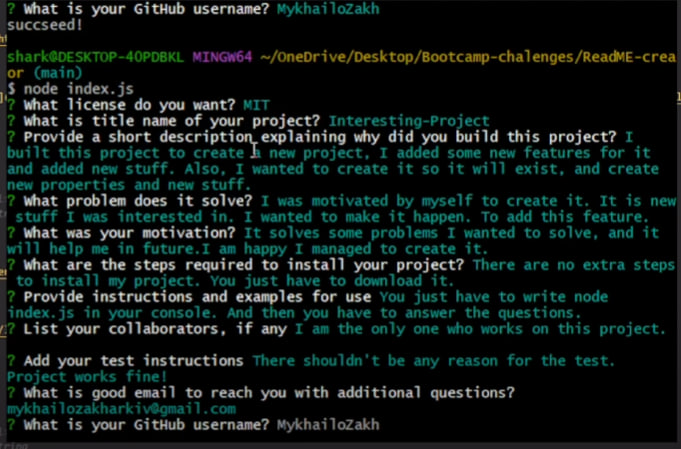 ? What is your GitHub username? MykhailoZakh
succseed!
shark@DESKTOP-4OPDBKL MINGW64 ~/OneDrive/Desktop/Bootcamp-chalenges/ReadME-crea
or (main)
$ node index.js
? What license do you want? MIT
? What is title name of your project? Interesting-Project
? Provide a short description explaining why did you build this project? I
built this project to create a new project, I added some new features for it
and added new stuff. Also, I wanted to create it so it will exist, and create
new properties and new stuff.
? What problem does it solve? I was motivated by myself to create it. It is new
stuff I was interested in. I wanted to make it happen. To add this feature.
? What was your motivation? It solves some problems I wanted to solve, and it
will help me in future.I am happy I managed to create it.
? What are the steps required to install your project? There are no extra steps
to install my project. You just have to download it.
? Provide instructions and examples for use You just have to write node
index.js in your console. And then you have to answer the questions.
? List your collaborators, if any I am the only one who works on this project.
? Add your test instructions There shouldn't be any reason for the test.
Project works fine!
? What is good email to reach you with additional questions?
mykhailozakharkiv@gmail.com
? What is your GitHub username? MykhailoZakh